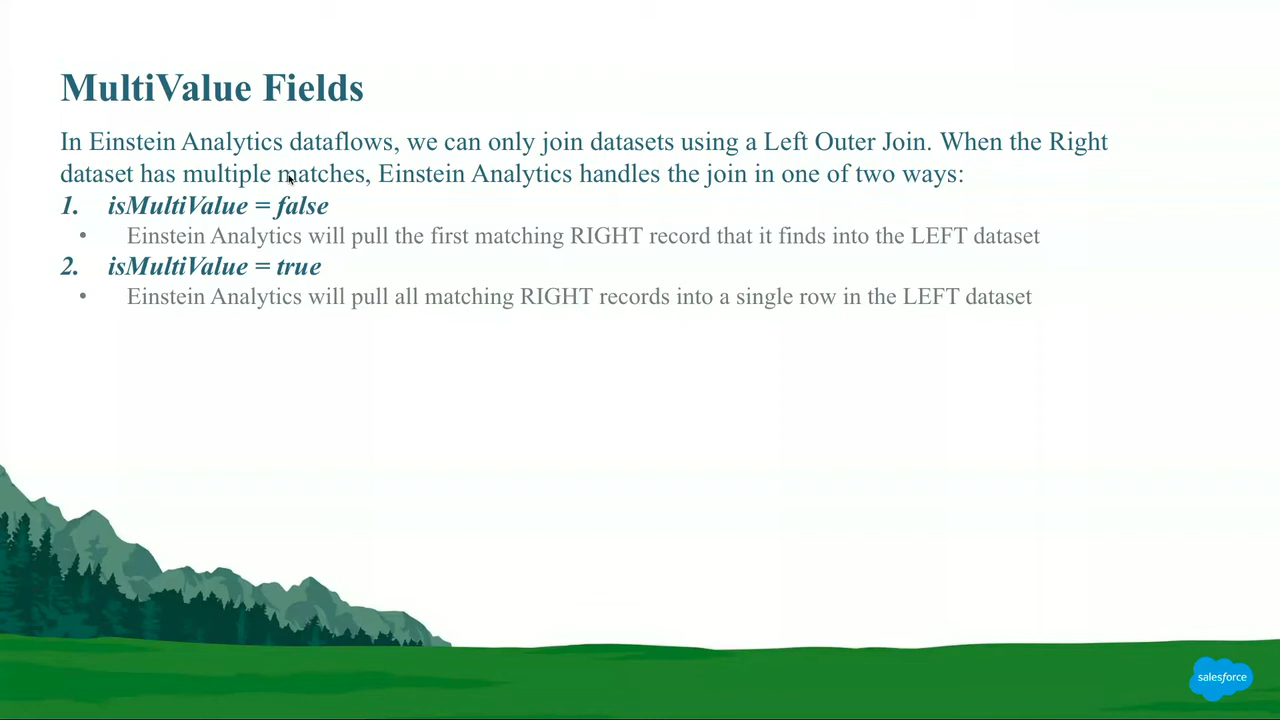 MultiValue Fields
In Einstein Analytics dataflows, we can only join datasets using a Left Outer Join. When the Right
dataset has multiple matches, Einstein Analytics handles the join in one of two ways:
1. isMultiValue = false
• Einstein Analytics will pull the first matching RIGHT record that it finds into the LEFT dataset
2. isMultiValue = true
• Einstein Analytics will pull all matching RIGHT records into a single row in the LEFT dataset
salesforce